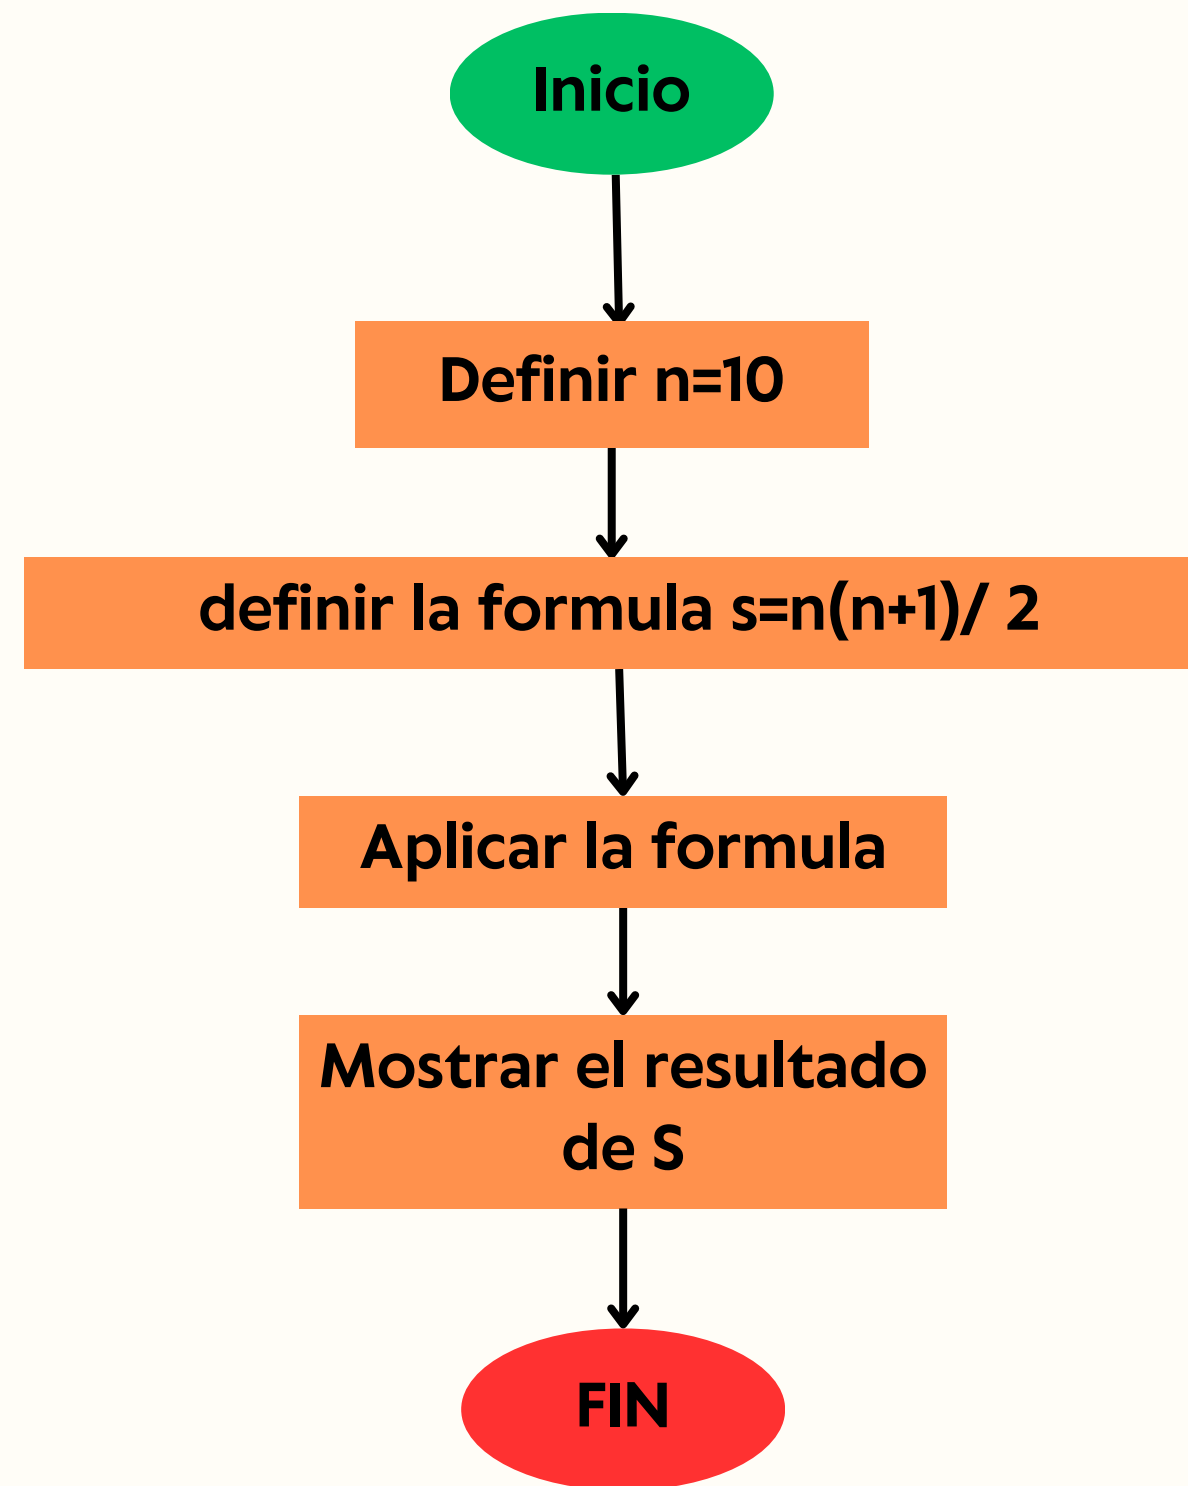 Inicio
Definir n=10
definir la formula s=n(n+1)/ 2
Aplicar la formula
Mostrar el resultado
de S
FIN